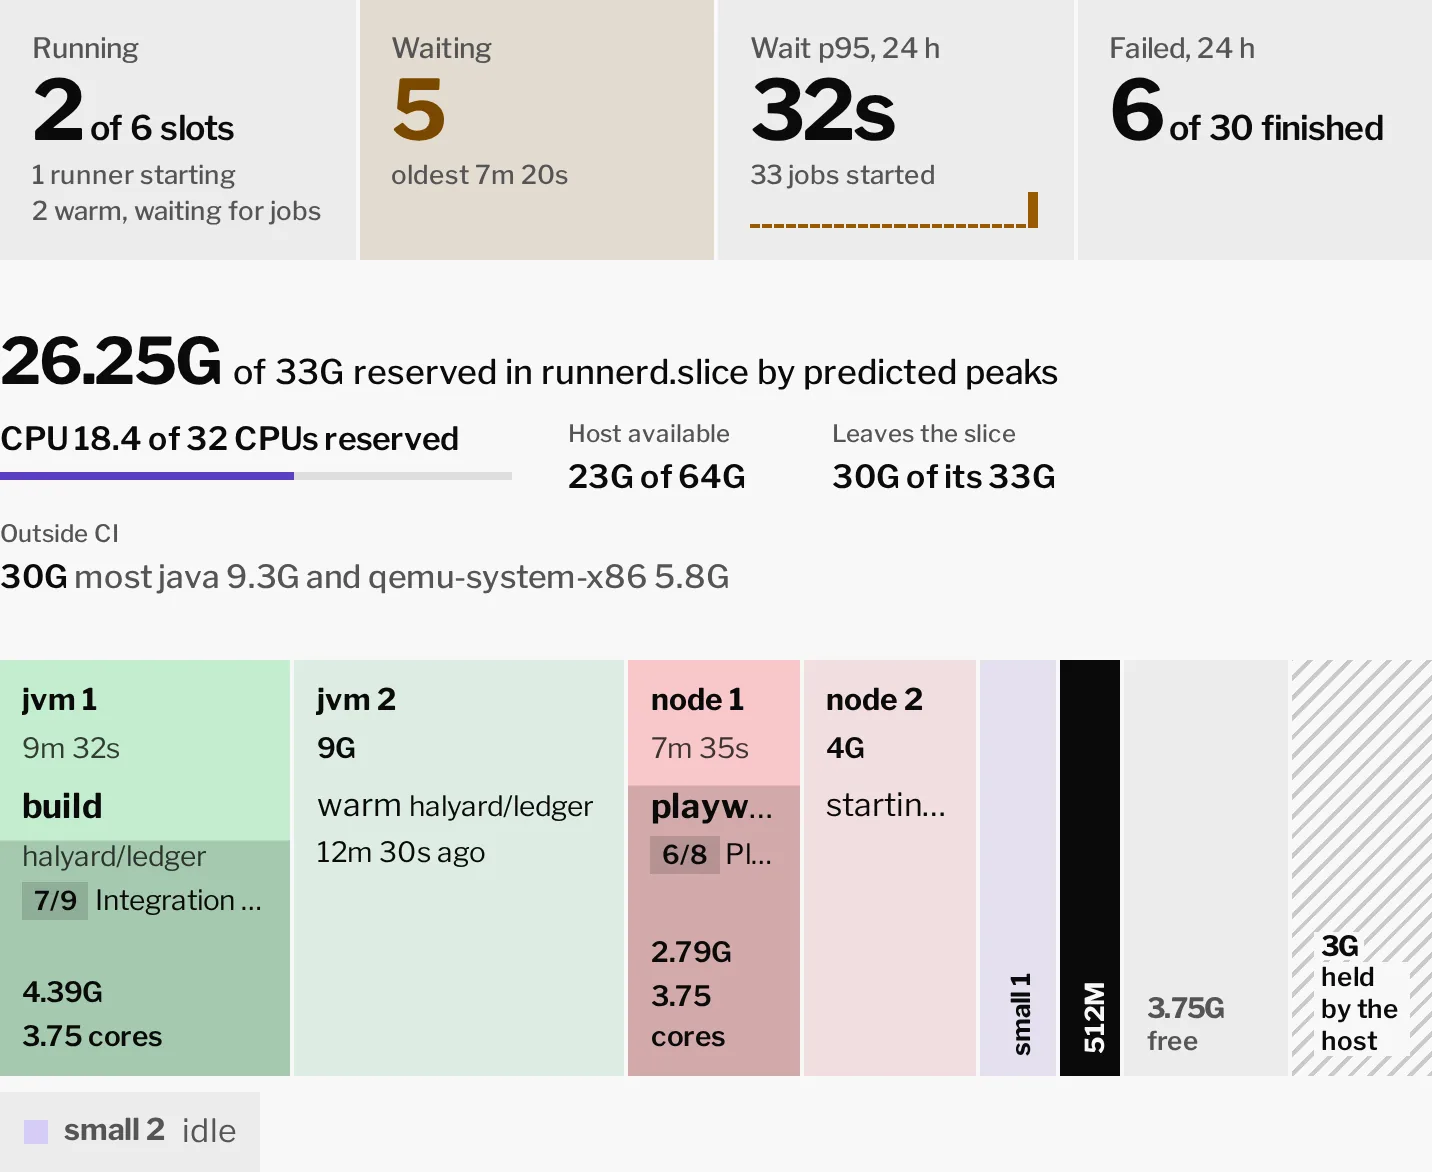 Running
2 of 6 slots
1 runner starting
2 warm, waiting for jobs
Waiting
5
oldest 7m 20s
Wait p95, 24 h
32s
33 jobs started
Failed, 24 h
6 of 30 finished
26.25G of 33G reserved in runnerd.slice by predicted peaks
CPU 18.4 of 32 CPUs reserved
Host available
23G of 64G
Leaves the slice
30G of its 33G
Outside CI
30G most java 9.3G and qemu-system-x86 5.8G
jvm 1
9m 32s
build
halyard/ledger
7/9 Integration ...
4.39G
3.75 cores
jvm 2
9G
warm halyard/ledger
12m 30s ago
node 1
7m 35s
playw...
6/8 Pl...
2.79G
3.75
cores
node 2
4G
startin...
small 1
512M
3.75G
free
3G
held
by the
host
small 2 idle